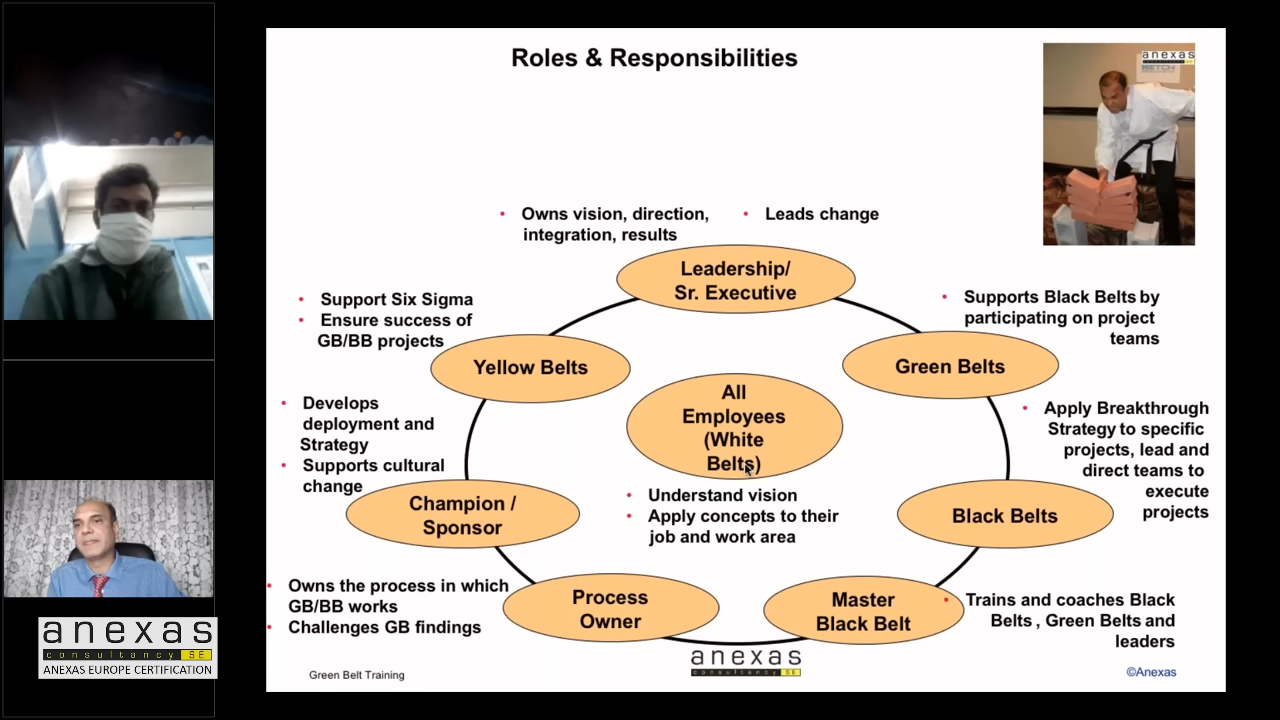 Roles & Responsibilities
anexas
• Owns vision, direction,
integration, results
• Leads change
Leadership/
Sr. Executive
• Support Six Sigma
• Ensure success of
GB/BB projects
Yellow Belts
• Supports Black Belts by
participating on project
teams
Green Belts
All
Employees
(White
Belts)
• Understand vision
• Apply concepts to their
job and work area
• Develops
deployment and
Strategy
• Supports cultural
change
Champion /
Sponsor
• Apply Breakthrough
Strategy to specific
projects, lead and
direct teams to
execute
projects
Black Belts
• Owns the process in which
GB/BB works
• Challenges GB findings
Process
Owner
Master
Black Belt
• Trains and coaches Black
Belts , Green Belts and
leaders
anexas
consultancy SE
ANEXAS EUROPE CERTIFICATION
Green Belt Training
anexas
consultancy SE
©Anexas